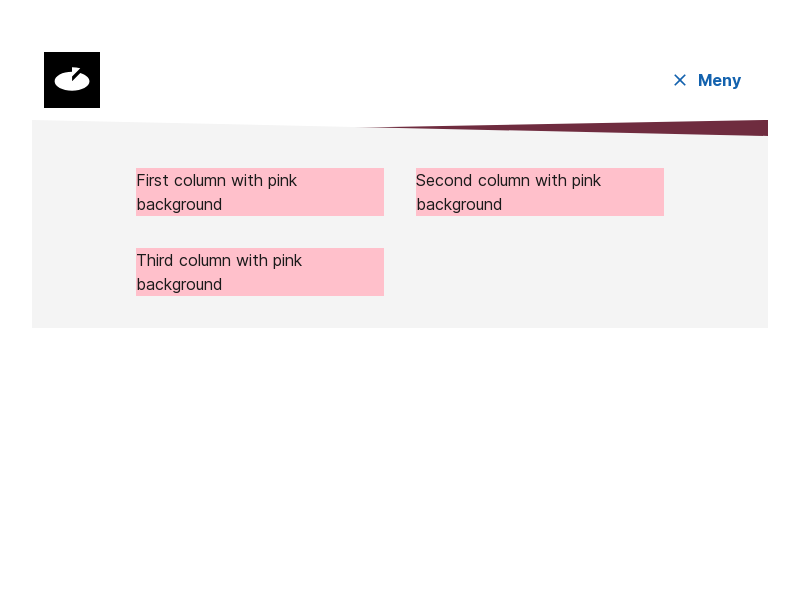 Meny
First column with pink
background
Second column with pink
background
Third column with pink
background